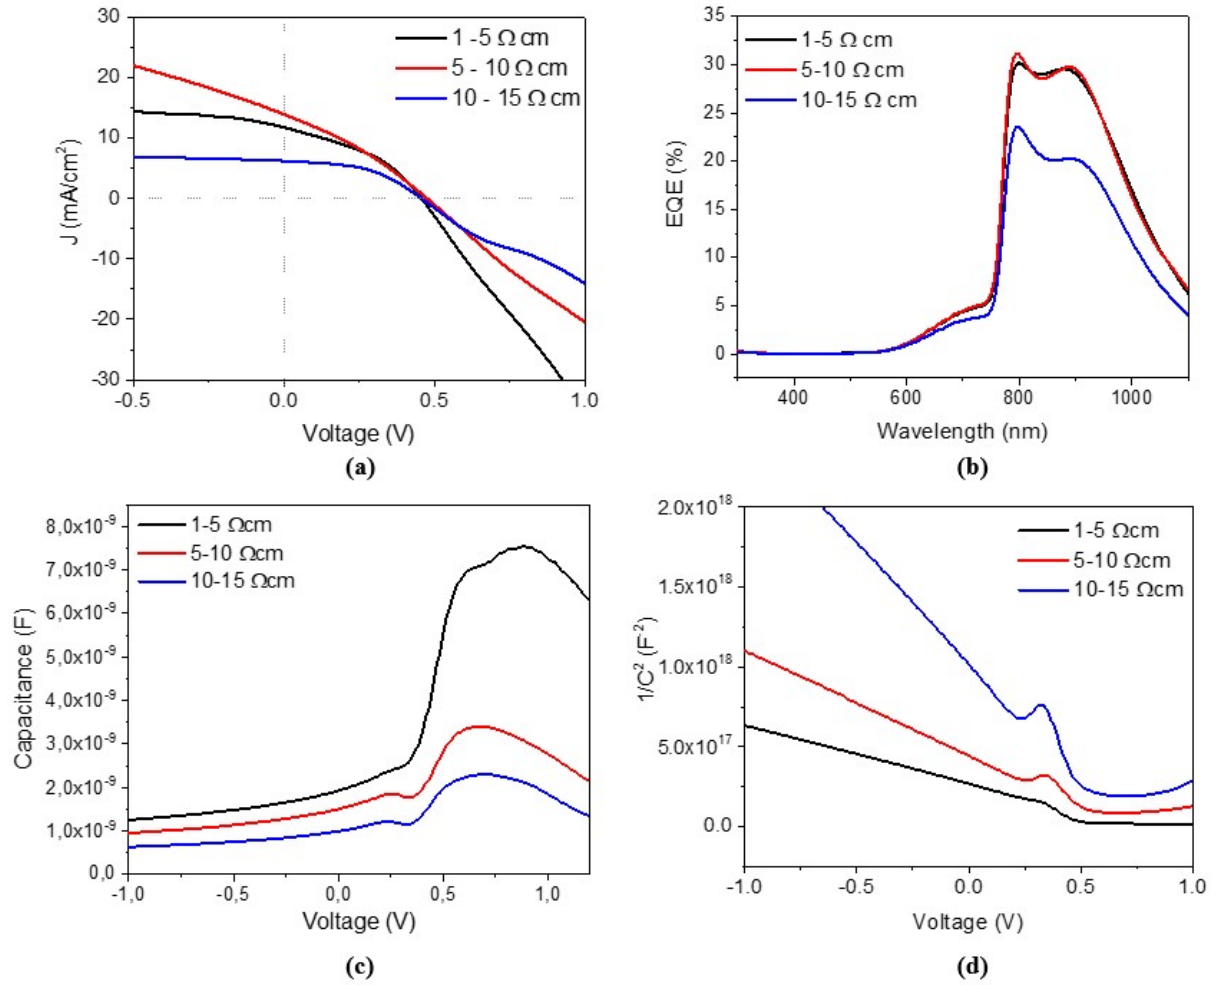 30
20
10
0
-10
-20
-30
J (mA/cm²)
1 -5 Ω cm
5 - 10 Ω cm
10 - 15 Ω cm
-0.5 0.0 0.5 1.0
Voltage (V)
(a)
35
30
25
20
15
10
5
0
EQE (%)
1-5 Ω cm
5-10 Ω cm
10-15 Ω cm
400 600 800 1000
Wavelength (nm)
(b)
8,0x10⁻⁹
7,0x10⁻⁹
6,0x10⁻⁹
5,0x10⁻⁹
4,0x10⁻⁹
3,0x10⁻⁹
2,0x10⁻⁹
1,0x10⁻⁹
0,0
Capacitance (F)
1-5 Ωcm
5-10 Ωcm
10-15 Ωcm
-1,0 -0,5 0,0 0,5 1,0
Voltage (V)
(c)
2.0x10¹⁸
1.5x10¹⁸
1.0x10¹⁸
5.0x10¹⁷
0.0
1/C² (F⁻²)
1-5 Ωcm
5-10 Ωcm
10-15 Ωcm
-1.0 -0.5 0.0 0.5 1.0
Voltage (V)
(d)